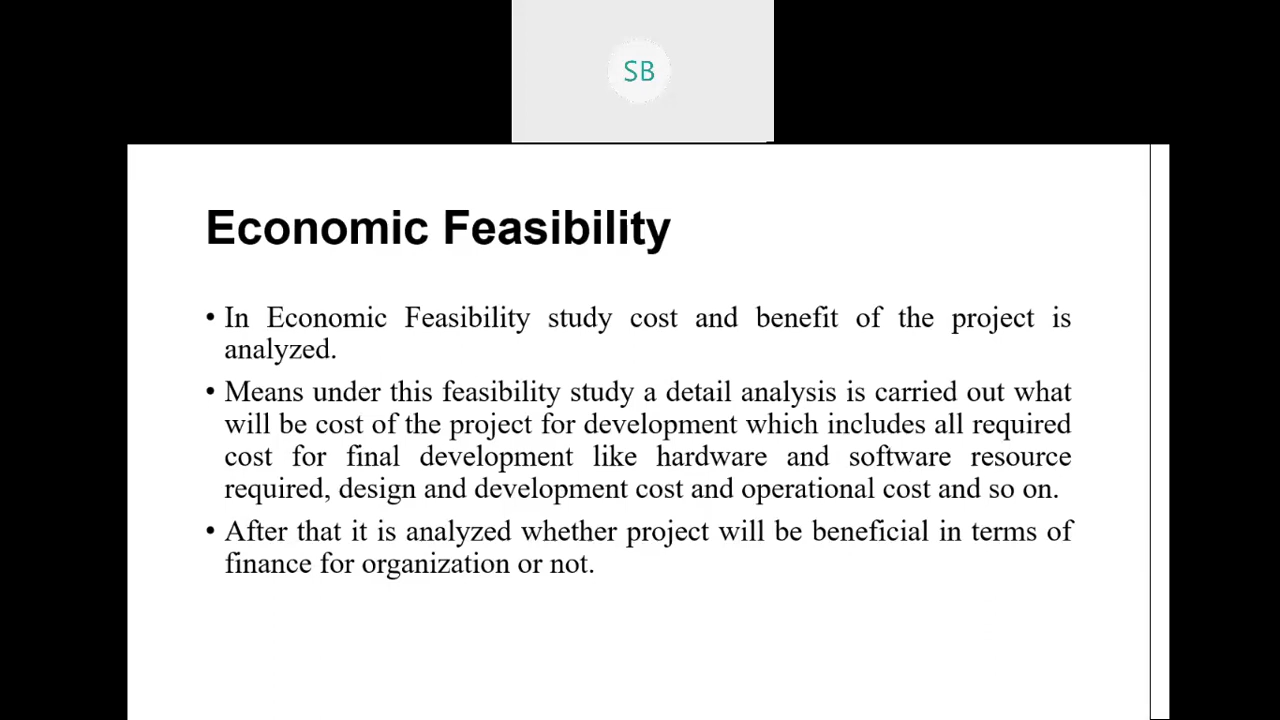 SB
Economic Feasibility
• In Economic Feasibility study cost and benefit of the project is
analyzed.
• Means under this feasibility study a detail analysis is carried out what
will be cost of the project for development which includes all required
cost for final development like hardware and software resource
required, design and development cost and operational cost and so on.
• After that it is analyzed whether project will be beneficial in terms of
finance for organization or not.